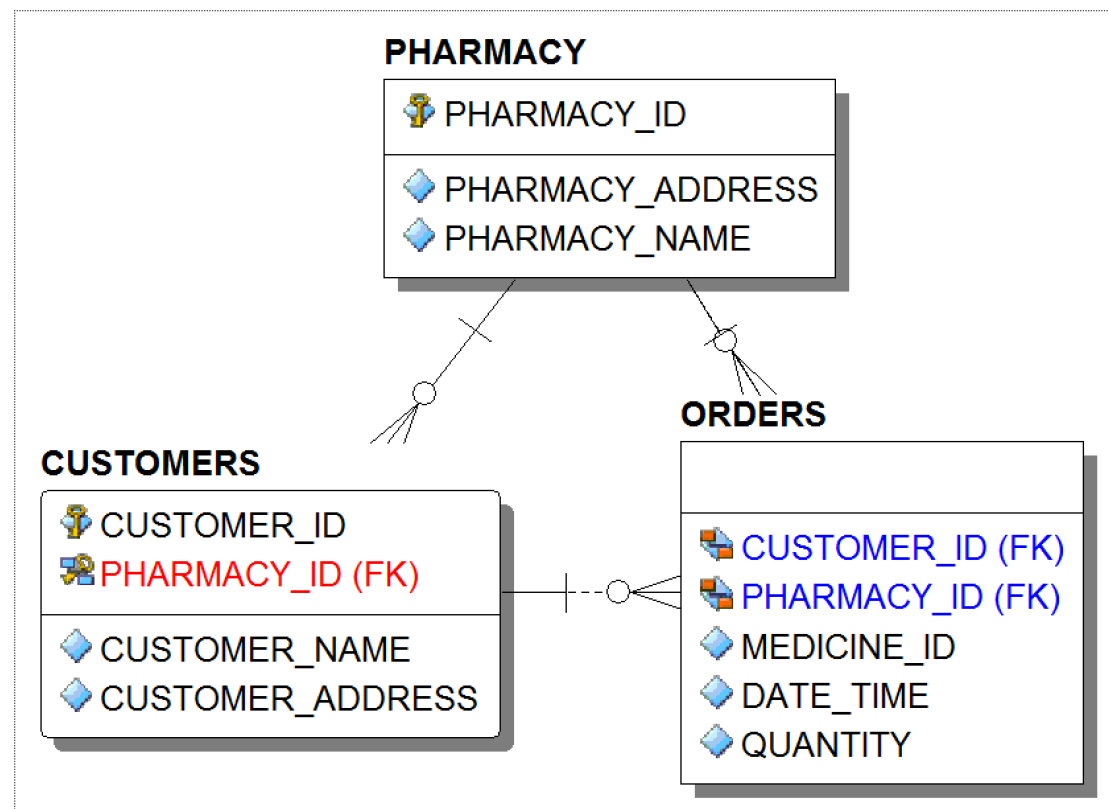 PHARMACY
PHARMACY_ID
PHARMACY_ADDRESS
PHARMACY_NAME
CUSTOMERS
CUSTOMER_ID
PHARMACY_ID (FK)
CUSTOMER_NAME
CUSTOMER_ADDRESS
ORDERS
CUSTOMER_ID (FK)
PHARMACY_ID (FK)
MEDICINE_ID
DATE_TIME
QUANTITY